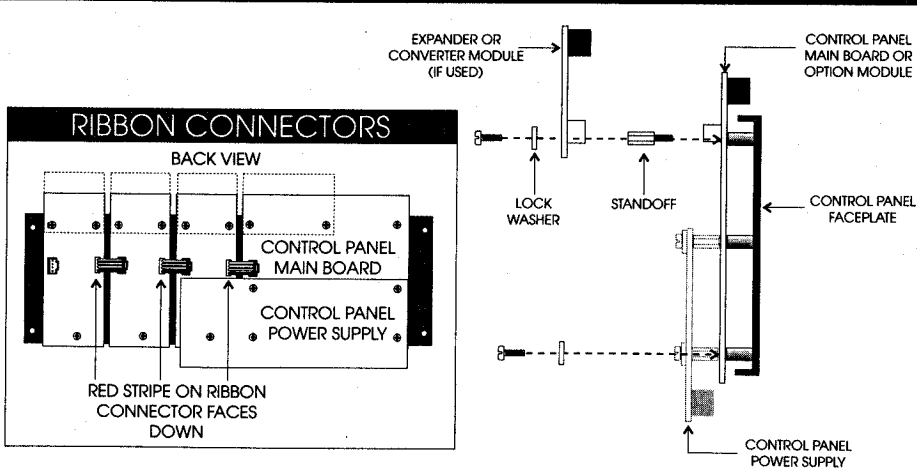 RIBBON CONNECTORS
BACK VIEW
CONTROL PANEL
MAIN BOARD
CONTROL PANEL
POWER SUPPLY
RED STRIPE ON RIBBON
CONNECTOR FACES
DOWN
EXPANDER OR
CONVERTER MODULE
(IF USED)
CONTROL PANEL
MAIN BOARD OR
OPTION MODULE
LOCK
WASHER
STANDOFF
CONTROL PANEL
FACEPLATE
CONTROL PANEL
POWER SUPPLY